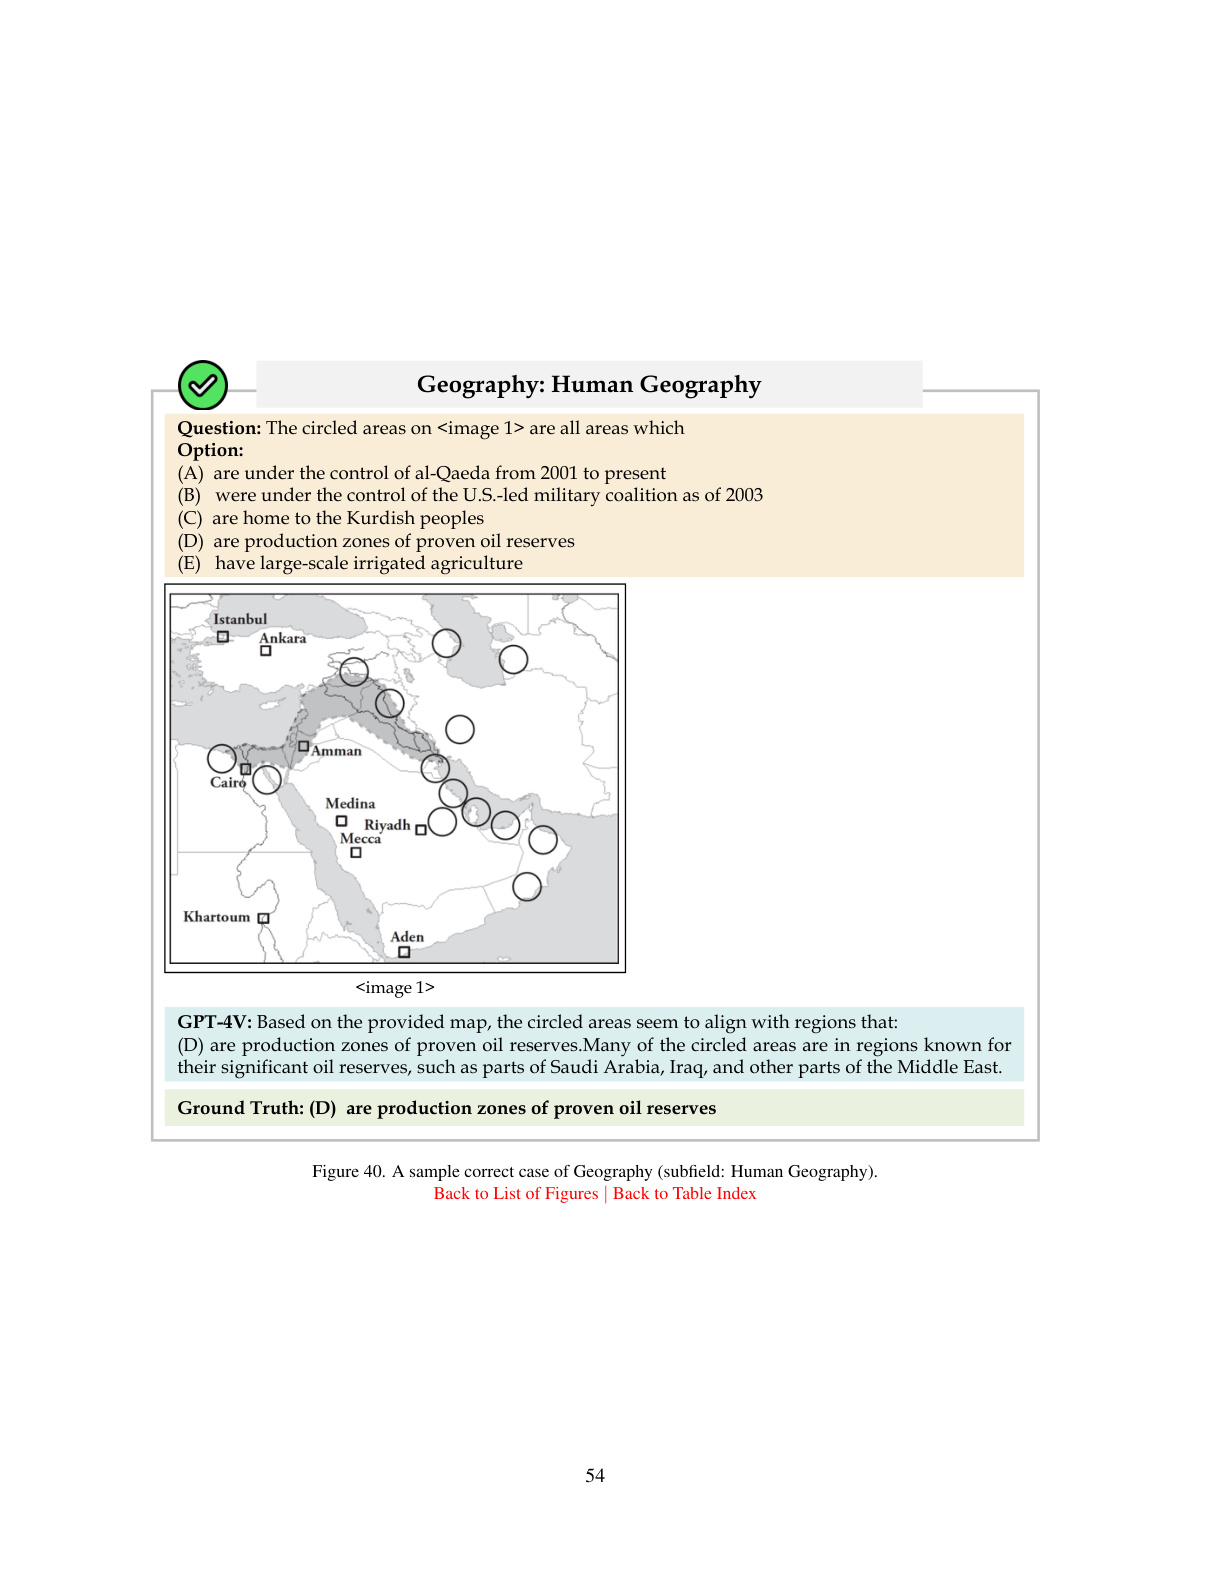 Geography: Human Geography
Question: The circled areas on <image 1> are all areas which
Option:
(A) are under the control of al-Qaeda from 2001 to present
(B) were under the control of the U.S.-led military coalition as of 2003
(C) are home to the Kurdish peoples
(D) are production zones of proven oil reserves
(E) have large-scale irrigated agriculture
Istanbul
Ankara
Amman
Cairo
Medina
Riyadh
Mecca
Khartoum
Aden
<image 1>
GPT-4V: Based on the provided map, the circled areas seem to align with regions that:
(D) are production zones of proven oil reserves.Many of the circled areas are in regions known for
their significant oil reserves, such as parts of Saudi Arabia, Iraq, and other parts of the Middle East.
Ground Truth: (D) are production zones of proven oil reserves
Figure 40. A sample correct case of Geography (subfield: Human Geography).
Back to List of Figures | Back to Table Index
54